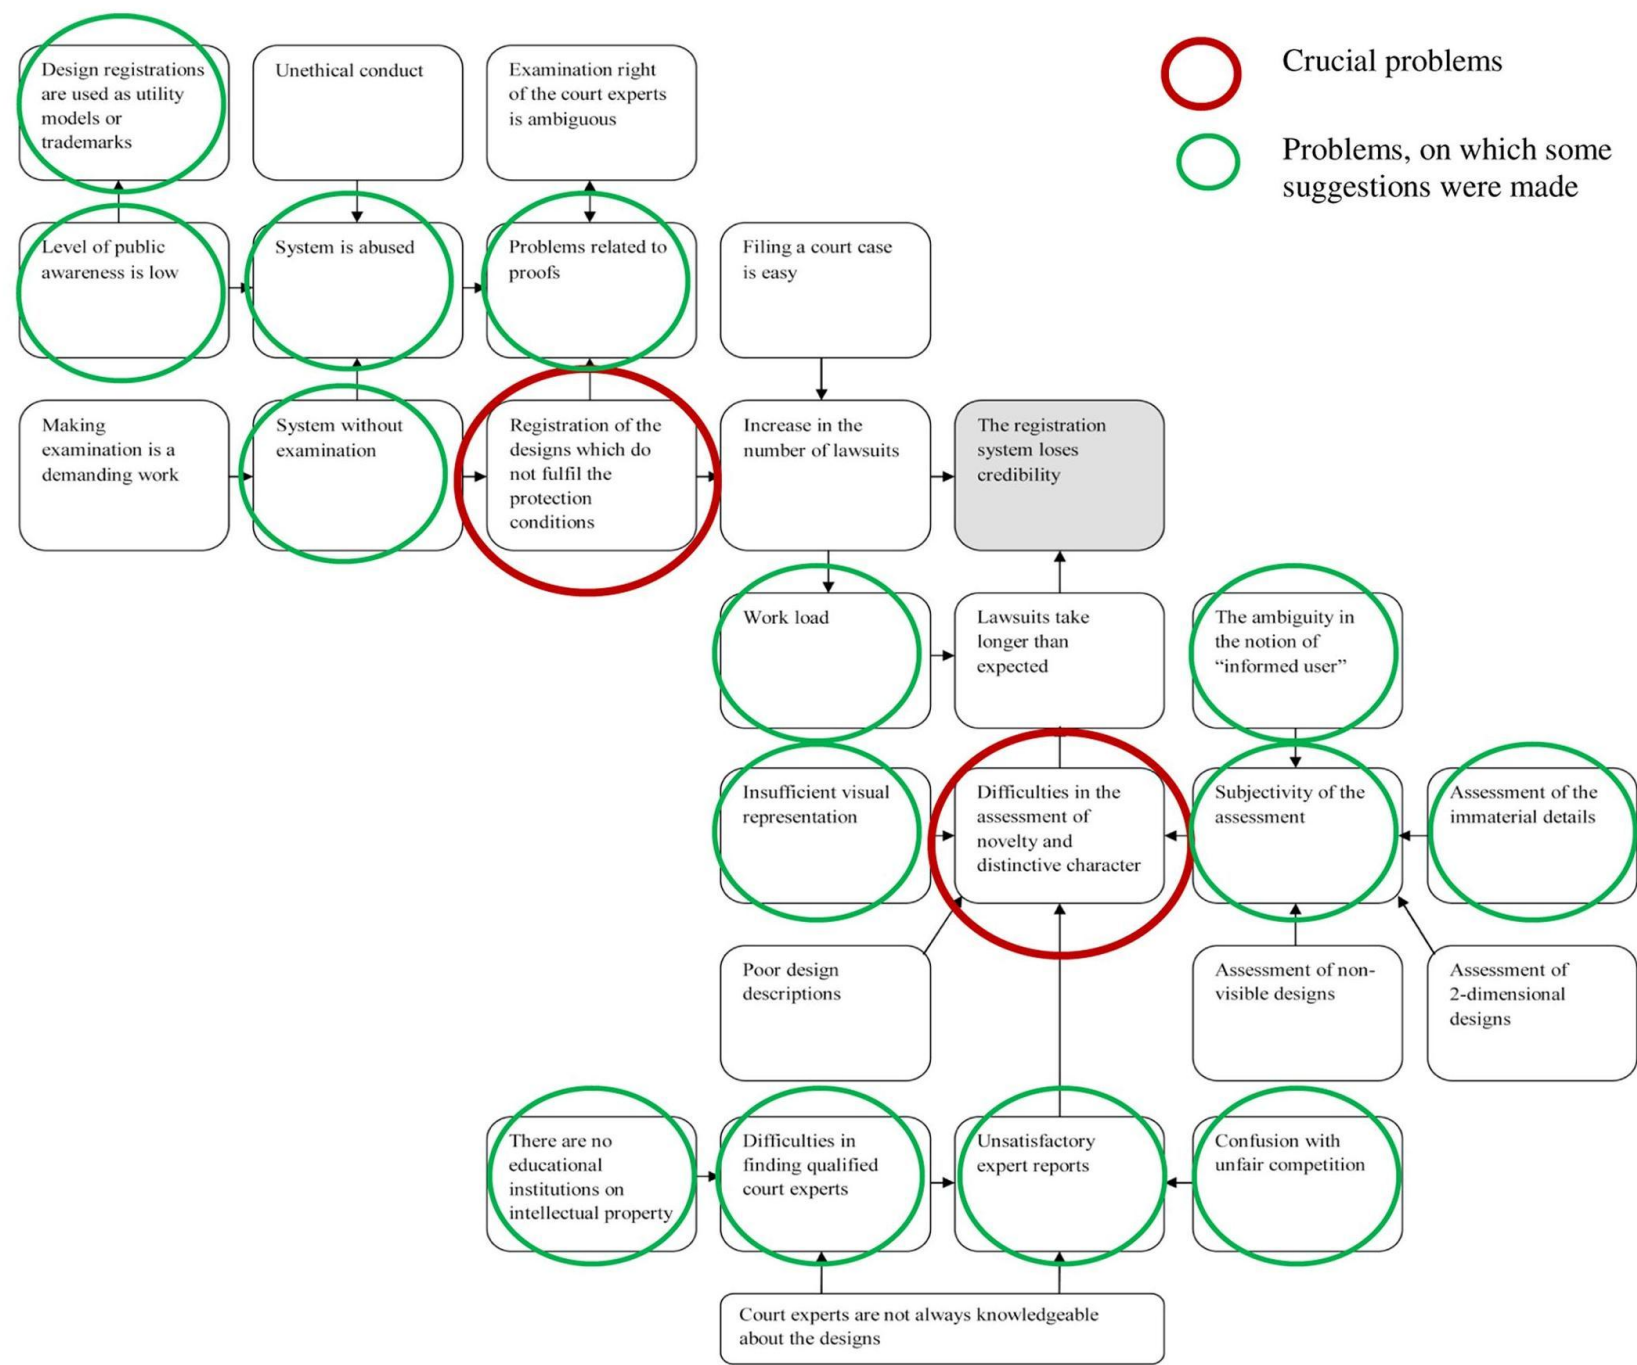 Design registrations
are used as utility
models or
trademarks
Unethical conduct
Examination right
of the court experts
is ambiguous
Crucial problems
Problems, on which some
suggestions were made
Level of public
awareness is low
System is abused
Problems related to
proofs
Filing a court case
is easy
Making
examination is a
demanding work
System without
examination
Registration of the
designs which do
not fulfil the
protection
conditions
Increase in the
number of lawsuits
The registration
system loses
credibility
Work load
Lawsuits take
longer than
expected
The ambiguity in
the notion of
“informed user”
Insufficient visual
representation
Difficulties in the
assessment of
novelty and
distinctive character
Subjectivity of the
assessment
Assessment of the
immaterial details
Poor design
descriptions
Assessment of non-
visible designs
Assessment of
2-dimensional
designs
There are no
educational
institutions on
intellectual property
Difficulties in
finding qualified
court experts
Unsatisfactory
expert reports
Confusion with
unfair competition
Court experts are not always knowledgeable
about the designs